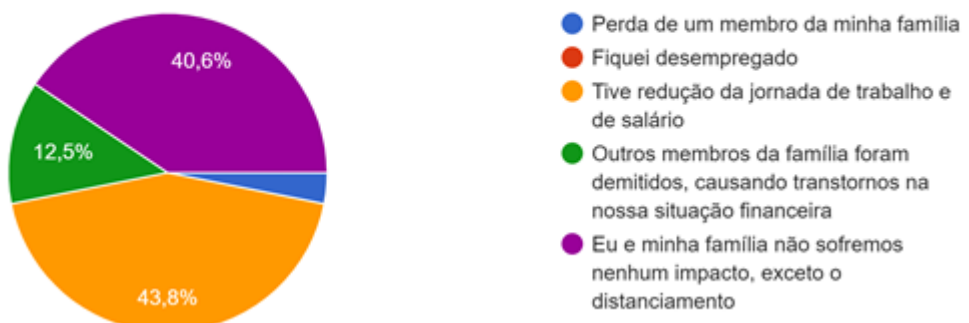 40,6%
12,5%
43,8%
Perda de um membro da minha família
Fiquei desempregado
Tive redução da jornada de trabalho e
de salário
Outros membros da família foram
demitidos, causando transtornos na
nossa situação financeira
Eu e minha família não sofremos
nenhum impacto, exceto o
distanciamento